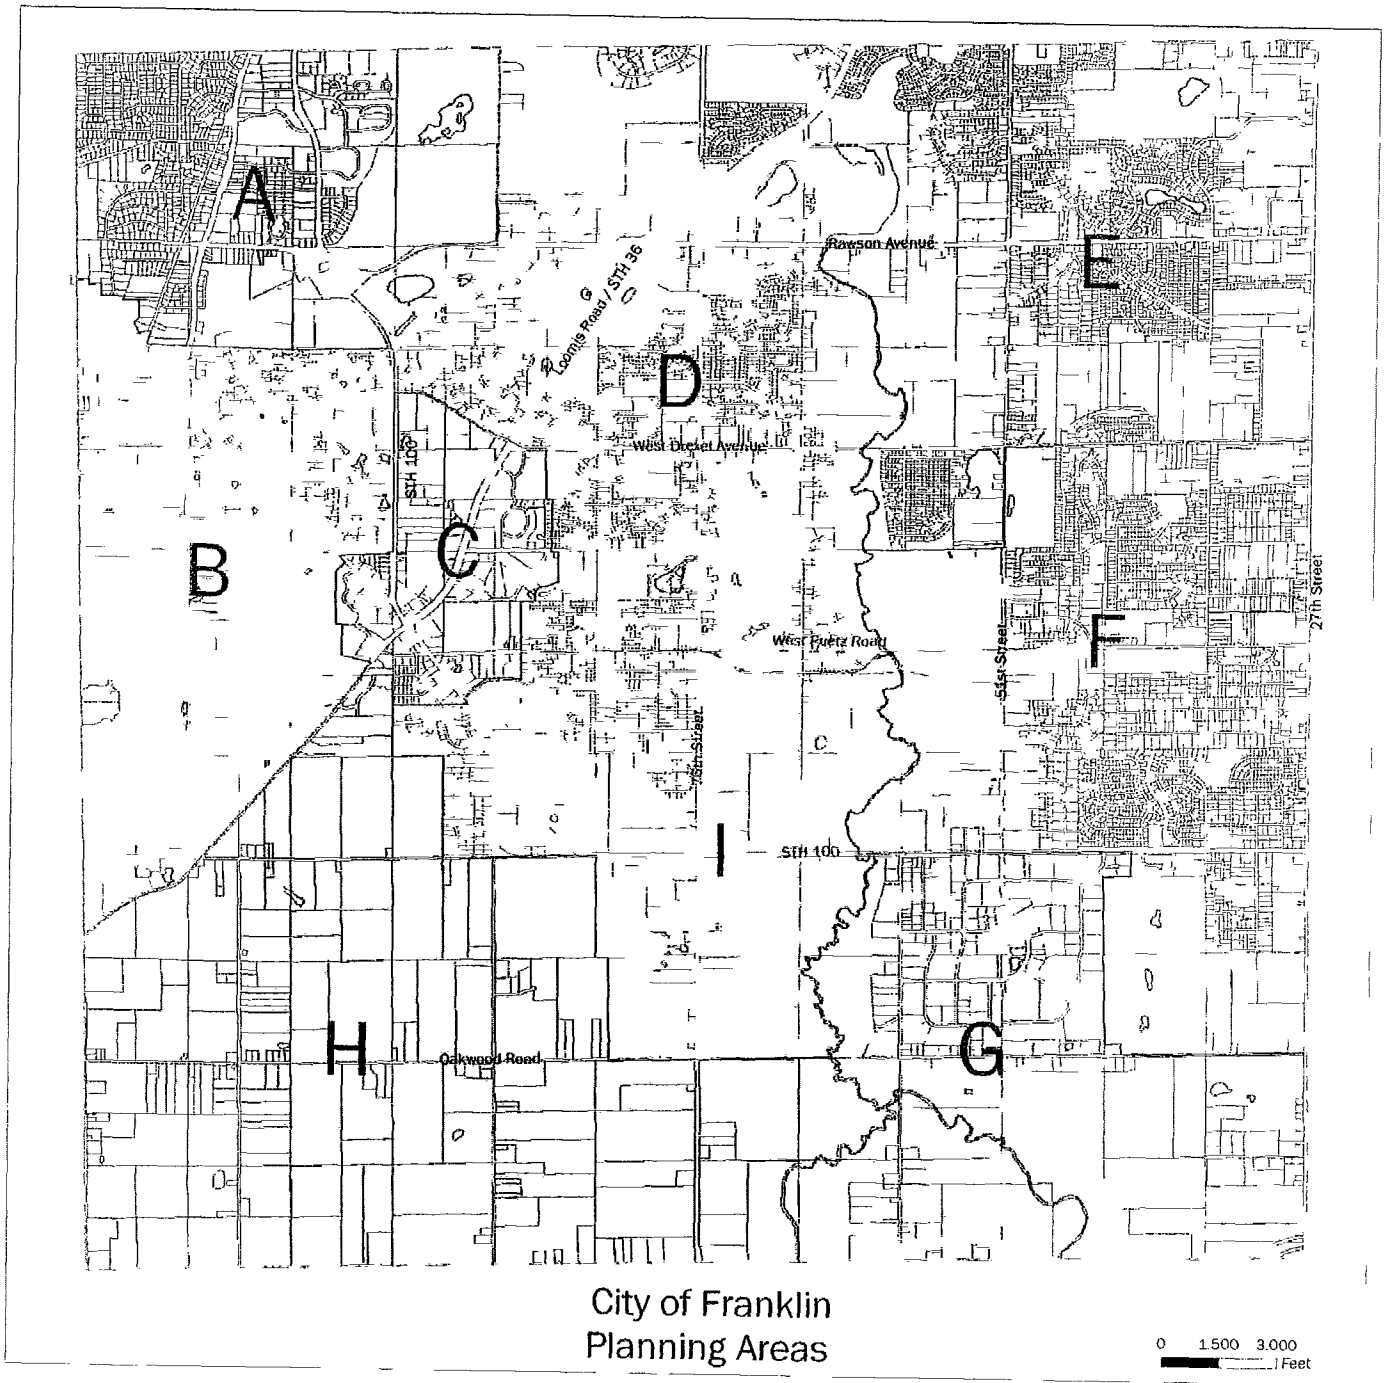 A
Rawson Avenue
E
Loomis Road / STH 36
D
West Drexel Avenue
STH 100
C
B
27th Street
West Puetz Road
F
51st Street
76th Street
I
STH 100
H
Oakwood Road
G
City of Franklin
Planning Areas
0 1.500 3.000
Feet